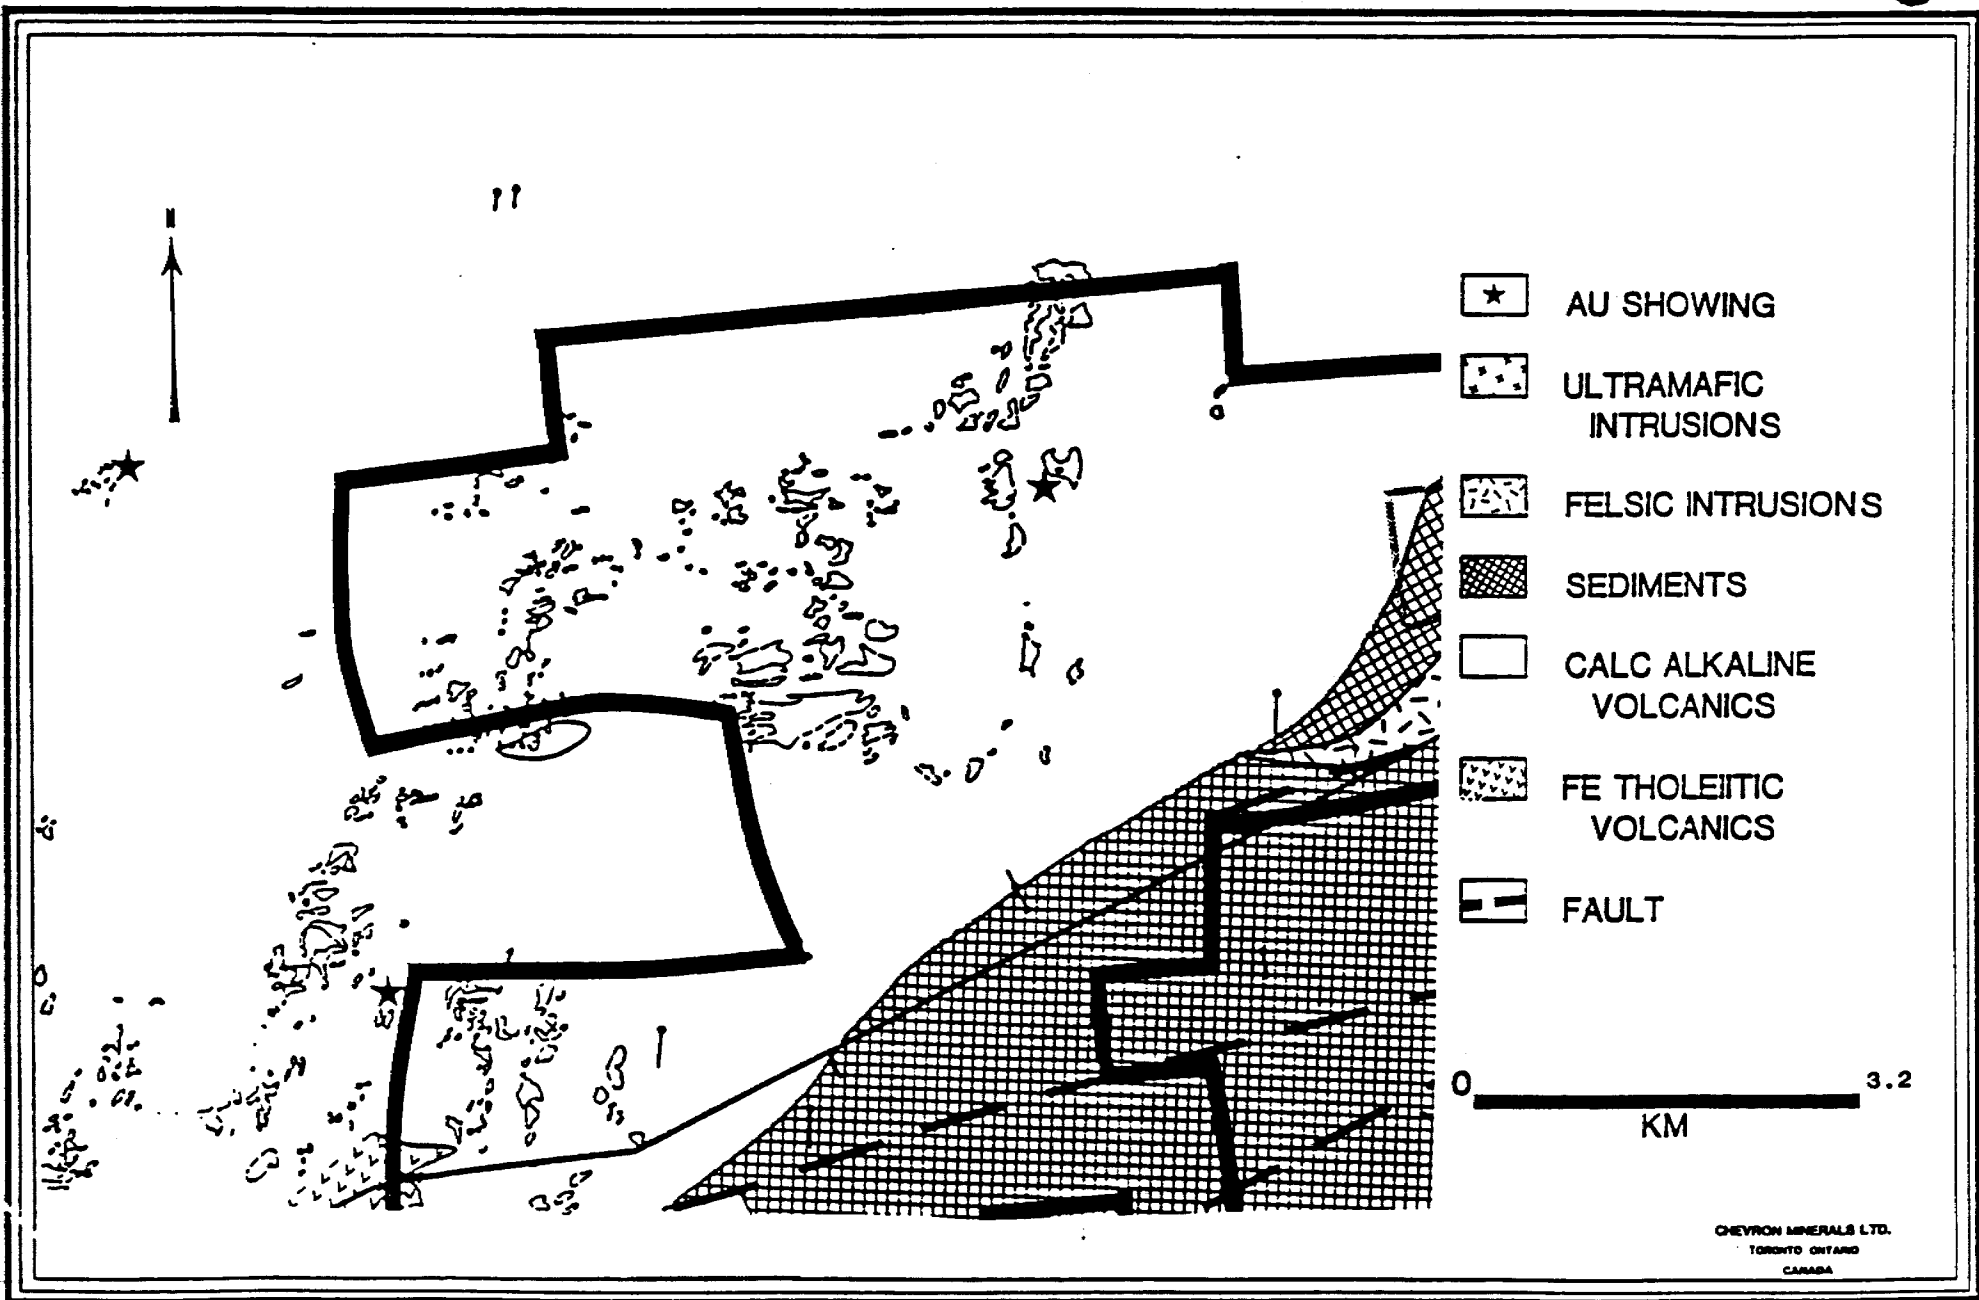 N
AU SHOWING
ULTRAMAFIC
INTRUSIONS
FELSIC INTRUSIONS
SEDIMENTS
CALC ALKALINE
VOLCANICS
FE THOLEIITIC
VOLCANICS
FAULT
0
3.2
KM
CHEVRON MINERALS LTD.
TORONTO ONTARIO
CANADA